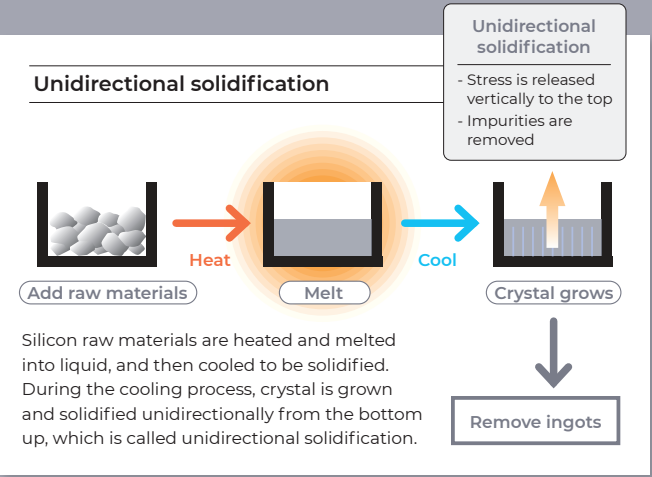 Unidirectional
solidification
- Stress is released
vertically to the top
- Impurities are
removed
Unidirectional solidification
Heat
Cool
Add raw materials
Melt
Crystal grows
Silicon raw materials are heated and melted
into liquid, and then cooled to be solidified.
During the cooling process, crystal is grown
and solidified unidirectionally from the bottom
up, which is called unidirectional solidification.
Remove ingots